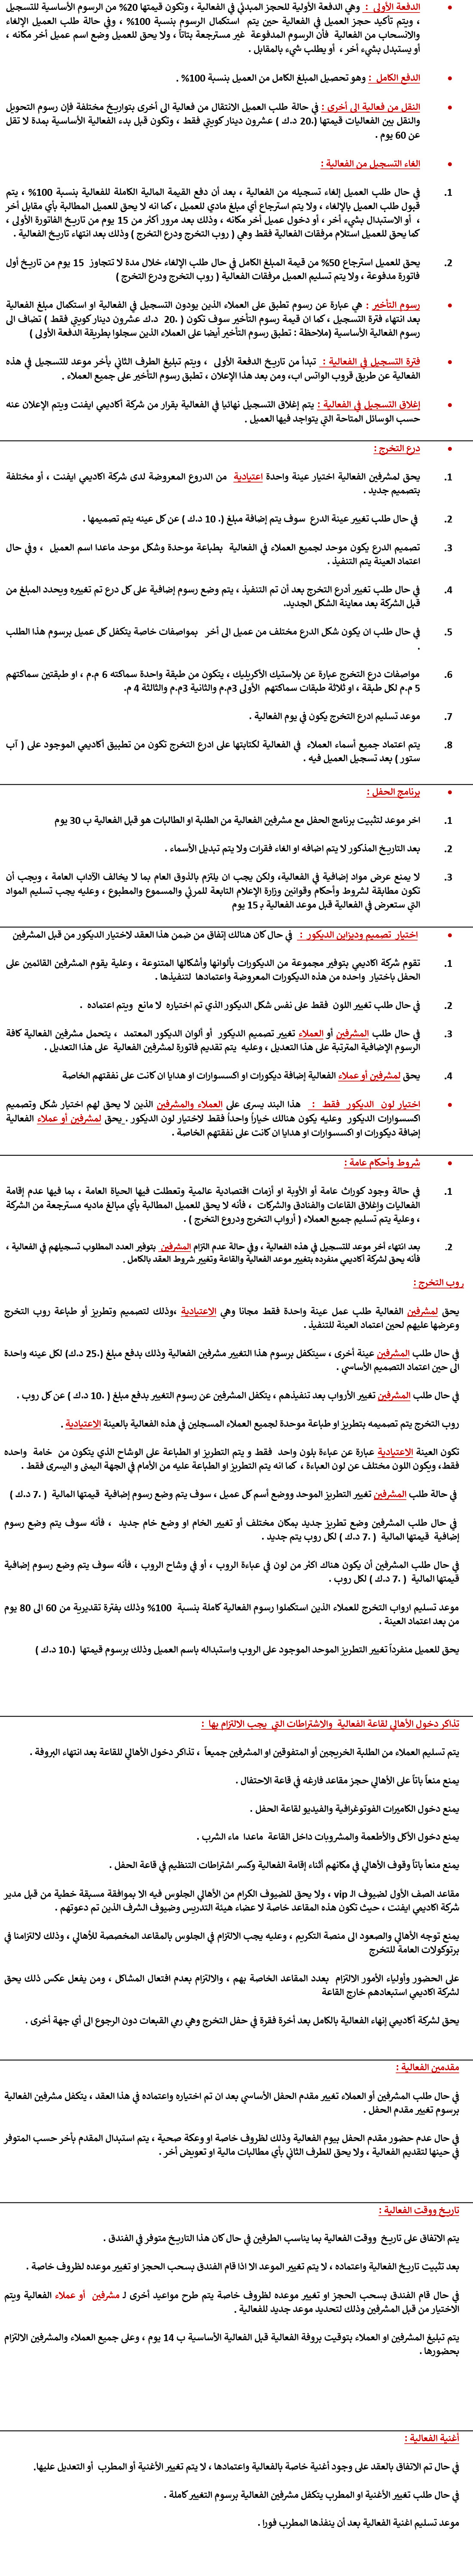 • الدفعة الأولى : وهي الدفعة الأولية للحجز المبدئي في الفعالية ، وتكون قيمتها 20% من الرسوم الأساسية للتسجيل
، ويتم تأكيد حجز العميل في الفعالية حين يتم استكمال الرسوم بنسبة 100% ، وفي حالة طلب العميل الإلغاء
والانسحاب من الفعالية فأن الرسوم المدفوعة غير مسترجعة بتاتاً ، ولا يحق للعميل وضع اسم عميل أخر مكانه ،
أو يستبدل بشيء أخر ، أو يطلب شيء بالمقابل .
• الدفع الكامل : وهو تحصيل المبلغ الكامل من العميل بنسبة 100% .
• النقل من فعالية الى أخرى : في حالة طلب العميل الانتقال من فعالية الى أخرى بتواريخ مختلفة فإن رسوم التحويل
والنقل بين الفعاليات قيمتها (.20 د.ك ) عشرون دينار كويتي فقط ، وتكون قبل بدء الفعالية الأساسية بمدة لا تقل
عن 60 يوم .
• الغاء التسجيل من الفعالية :
1. في حال طلب العميل إلغاء تسجيله من الفعالية ، بعد أن دفع القيمة المالية الكاملة للفعالية بنسبة 100% ، يتم
قبول طلب العميل بالإلغاء ، ولا يتم استرجاع أي مبلغ مادي للعميل ، كما انه لا يحق للعميل المطالبة بأي مقابل أخر
، أو الاستبدال بشيء أخر ، أو دخول عميل أخر مكانه ، وذلك بعد مرور أكثر من 15 يوم من تاريخ الفاتورة الأولى ،
كما يحق للعميل استلام مرفقات الفعالية فقط وهي ( روب التخرج ودرع التخرج ) وذلك بعد انتهاء تاريخ الفعالية .
2. يحق للعميل استرجاع 50% من قيمة المبلغ الكامل في حال طلب الإلغاء خلال مدة لا تتجاوز 15 يوم من تاريخ أول
فاتورة مدفوعة ، ولا يتم تسليم العميل مرفقات الفعالية ( روب التخرج ودرع التخرج )
• رسوم التأخير : هي عبارة عن رسوم تطبق على العملاء الذين يودون التسجيل في الفعالية او استكمال مبلغ الفعالية
بعد انتهاء فترة التسجيل ، كما ان قيمة رسوم التأخير سوف تكون ( .20 د.ك عشرون دينار كويتي فقط ) تضاف الى
رسوم الفعالية الأساسية (ملاحظة : تطبق رسوم التأخير أيضا على العملاء الذين سجلوا بطريقة الدفعة الأولى )
• فترة التسجيل في الفعالية : تبدأ من تاريخ الدفعة الأولى ، ويتم تبليغ الطرف الثاني بأخر موعد للتسجيل في هذه
الفعالية عن طريق قروب الواتس اب، ومن بعد هذا الإعلان ، تطبق رسوم التأخير على جميع العملاء .
• إغلاق التسجيل في الفعالية : يتم إغلاق التسجيل نهائيا في الفعالية بقرار من شركة أكاديمي ايفنت ويتم الإعلان عنه
حسب الوسائل المتاحة التي يتواجد فيها العميل .
• درع التخرج :
1. يحق لمشرفين الفعالية اختيار عينة واحدة اعتيادية من الدروع المعروضة لدى شركة اكاديمي ايفنت ، أو مختلفة
بتصميم جديد .
2. في حال طلب تغيير عينة الدرع سوف يتم إضافة مبلغ (. 10 د.ك ) عن كل عينه يتم تصميمها .
3. تصميم الدرع يكون موحد لجميع العملاء في الفعالية بطباعة موحدة وشكل موحد ماعدا اسم العميل ، وفي حال
اعتماد العينة يتم التنفيذ .
4. في حال طلب تغيير أدرع التخرج بعد أن تم التنفيذ ، يتم وضع رسوم إضافية على كل درع تم تغييره ويحدد المبلغ من
قبل الشركة بعد معاينة الشكل الجديد.
5. في حال طلب ان يكون شكل الدرع مختلف من عميل الى أخر بمواصفات خاصة يتكفل كل عميل برسوم هذا الطلب
.
6. مواصفات درع التخرج عبارة عن بلاستيك الأكريليك ، يتكون من طبقة واحدة سماكته 6 م.م ، او طبقتين سماكتهم
5 م.م لكل طبقة ، او ثلاثة طبقات سماكتهم الأولى 3م.م والثانية 3م.م والثالثة 4 م.
7. موعد تسليم ادرع التخرج يكون في يوم الفعالية .
8. يتم اعتماد جميع أسماء العملاء في الفعالية لكتابتها على ادرع التخرج تكون من تطبيق أكاديمي الموجود على ( آب
ستور ) بعد تسجيل العميل فيه .
• برنامج الحفل :
1. اخر موعد لتثبيت برنامج الحفل مع مشرفين الفعالية من الطلبة او الطالبات هو قبل الفعالية ب 30 يوم
2. بعد التاريخ المذكور لا يتم اضافه او الغاء فقرات ولا يتم تبديل الأسماء .
3. لا يمنع عرض مواد إضافية في الفعالية، ولكن يجب ان يلتزم بالذوق العام بما لا يخالف الآداب العامة ، ويجب أن
تكون مطابقة لشروط وأحكام وقوانين وزارة الإعلام التابعة للمرئي والمسموع والمطبوع ، وعليه يجب تسليم المواد
التي ستعرض في الفعالية قبل موعد الفعالية بـ 15 يوم
• اختيار تصميم وديزاين الديكور : في حال كان هنالك إتفاق من ضمن هذا العقد لاختيار الديكور من قبل المشرفين
1. تقوم شركة اكاديمي بتوفير مجموعة من الديكورات بألوانها وأشكالها المتنوعة ، وعلية يقوم المشرفين القائمين على
الحفل باختيار واحده من هذه الديكورات المعروضة واعتمادها لتنفيذها .
2. في حال طلب تغيير اللون فقط على نفس شكل الديكور الذي تم اختياره لا مانع ويتم اعتماده .
3. في حال طلب المشرفين أو العملاء تغيير تصميم الديكور أو ألوان الديكور المعتمد ، يتحمل مشرفين الفعالية كافة
الرسوم الإضافية المترتبة على هذا التعديل ، وعليه يتم تقديم فاتورة لمشرفين الفعالية على هذا التعديل .
4. يحق لمشرفين أو عملاء الفعالية إضافة ديكورات او اكسسوارات او هدايا ان كانت على نفقتهم الخاصة
• اختيار لون الديكور فقط : هذا البند يسرى على العملاء والمشرفين الذين لا يحق لهم اختيار شكل وتصميم
اكسسوارات الديكور وعليه يكون هنالك خياراً واحداً فقط لاختيار لون الديكور . يحق لمشرفين أو عملاء الفعالية
إضافة ديكورات او اكسسوارات او هدايا ان كانت على نفقتهم الخاصة .
• شروط وأحكام عامة :
1. في حالة وجود كوراث عامة أو الأوبة او أزمات اقتصادية عالمية وتعطلت فيها الحياة العامة ، بما فيها عدم إقامة
الفعاليات وإغلاق القاعات والفنادق والشركات ، فأنه لا يحق للعميل المطالبة بأي مبالغ ماديه مسترجعة من الشركة
، وعلية يتم تسليم جميع العملاء ( أرواب التخرج ودروع التخرج ) .
2. بعد انتهاء أخر موعد للتسجيل في هذه الفعالية ، وفي حالة عدم التزام المشرفين بتوفير العدد المطلوب تسجيلهم في الفعالية ،
فأنه يحق لشركة أكاديمي منفرده بتغيير موعد الفعالية والقاعة وتغيير شروط العقد بالكامل .
روب التخرج :
يحق لمشرفين الفعالية طلب عمل عينة واحدة فقط مجانا وهي الاعتيادية ،وذلك لتصميم وتطريز أو طباعة روب التخرج
وعرضها عليهم لحين اعتماد العينة للتنفيذ .
في حال طلب المشرفين عينة أخرى ، سيتكفل برسوم هذا التغيير مشرفين الفعالية وذلك بدفع مبلغ (.25 د.ك) لكل عينه واحدة
الى حين اعتماد التصميم الأساسي .
في حال طلب المشرفين تغيير الأرواب بعد تنفيذهم ، يتكفل المشرفين عن رسوم التغيير بدفع مبلغ ( .10 د.ك ) عن كل روب .
روب التخرج يتم تصميمه بتطريز او طباعة موحدة لجميع العملاء المسجلين في هذه الفعالية بالعينة الاعتيادية .
تكون العينة الاعتيادية عبارة عن عباءة بلون واحد فقط و يتم التطريز او الطباعة على الوشاح الذي يتكون من خامة واحده
فقط، ويكون اللون مختلف عن لون العباءة ، كما انه يتم التطريز او الطباعة عليه من الأمام في الجهة اليمنى و اليسرى فقط .
في حالة طلب المشرفين تغيير التطريز الموحد ووضع أسم كل عميل ، سوف يتم وضع رسوم إضافية قيمتها المالية ( .7 د.ك )
في حال طلب المشرفين وضع تطريز جديد بمكان مختلف أو تغيير الخام او وضع خام جديد ، فأنه سوف يتم وضع رسوم
إضافية قيمتها المالية ( .7 د.ك ) لكل روب يتم جديد .
في حال طلب المشرفين أن يكون هناك اكثر من لون في عباءة الروب ، أو في وشاح الروب ، فأنه سوف يتم وضع رسوم إضافية
قيمتها المالية ( .7 د.ك ) لكل روب .
موعد تسليم ارواب التخرج للعملاء الذين استكملوا رسوم الفعالية كاملة بنسبة 100% وذلك بفترة تقديرية من 60 الى 80 يوم
من بعد اعتماد العينة .
يحق للعميل منفرداً تغيير التطريز الموحد الموجود على الروب واستبداله باسم العميل وذلك برسوم قيمتها (.10 د.ك )
تذاكر دخول الأهالي لقاعة الفعالية والاشتراطات التي يجب الالتزام بها :
يتم تسليم العملاء من الطلبة الخريجين أو المتفوقين او المشرفين جميعاً ، تذاكر دخول الأهالي للقاعة بعد انتهاء البروفة .
يمنع منعاً باتاً على الأهالي حجز مقاعد فارغه في قاعة الاحتفال .
يمنع دخول الكاميرات الفوتوغرافية والفيديو لقاعة الحفل .
يمنع دخول الأكل والأطعمة والمشروبات داخل القاعة ماعدا ماء الشرب .
يمنع منعاً باتاً وقوف الأهالي في مكانهم أثناء إقامة الفعالية وكسر اشتراطات التنظيم في قاعة الحفل .
مقاعد الصف الأول لضيوف الـ vip ، ولا يحق للضيوف الكرام من الأهالي الجلوس فيه الا بموافقة مسبقة خطية من قبل مدير
شركة اكاديمي ايفنت ، حيث تكون هذه المقاعد خاصة لا عضاء هيئة التدريس وضيوف الشرف الذين تم دعوتهم .
يمنع توجه الأهالي والصعود الى منصة التكريم ، وعليه يجب الالتزام في الجلوس بالمقاعد المخصصة للأهالي ، وذلك لالتزامنا في
برتوكولات العامة للتخرج
على الحضور وأولياء الأمور الالتزام بعدد المقاعد الخاصة بهم ، والالتزام بعدم افتعال المشاكل ، ومن يفعل عكس ذلك يحق
لشركة اكاديمي استبعادهم خارج القاعة
يحق لشركة أكاديمي إنهاء الفعالية بالكامل بعد أخرة فقرة في حفل التخرج وهي رمي القبعات دون الرجوع الى أي جهة أخرى .
مقدمين الفعالية :
في حال طلب المشرفين أو العملاء تغيير مقدم الحفل الأساسي بعد ان تم اختياره واعتماده في هذا العقد ، يتكفل مشرفين الفعالية
برسوم تغيير مقدم الحفل .
في حال عدم حضور مقدم الحفل بيوم الفعالية وذلك لظروف خاصة او وعكة صحية ، يتم استبدال المقدم بأخر حسب المتوفر
في حينها لتقديم الفعالية ، ولا يحق للطرف الثاني بأي مطالبات مالية او تعويض أخر .
تاريخ ووقت الفعالية :
يتم الاتفاق على تاريخ ووقت الفعالية بما يناسب الطرفين في حال كان هذا التاريخ متوفر في الفندق .
بعد تثبيت تاريخ الفعالية واعتماده ، لا يتم تغيير الموعد الا اذا قام الفندق بسحب الحجز او تغيير موعده لظروف خاصة .
في حال قام الفندق بسحب الحجز او تغيير موعده لظروف خاصة يتم طرح مواعيد أخرى لـ مشرفين أو عملاء الفعالية ويتم
الاختيار من قبل المشرفين وذلك لتحديد موعد جديد للفعالية .
يتم تبليغ المشرفين او العملاء بتوقيت بروفة الفعالية قبل الفعالية الأساسية ب 14 يوم ، وعلى جميع العملاء والمشرفين الالتزام
بحضورها .
أغنية الفعالية :
في حال تم الاتفاق بالعقد على وجود أغنية خاصة بالفعالية واعتمادها ، لا يتم تغيير الأغنية أو المطرب أو التعديل عليها.
في حال طلب تغيير الأغنية او المطرب يتكفل مشرفين الفعالية برسوم التغيير كاملة .
موعد تسليم اغنية الفعالية بعد أن ينفذها المطرب فورا .